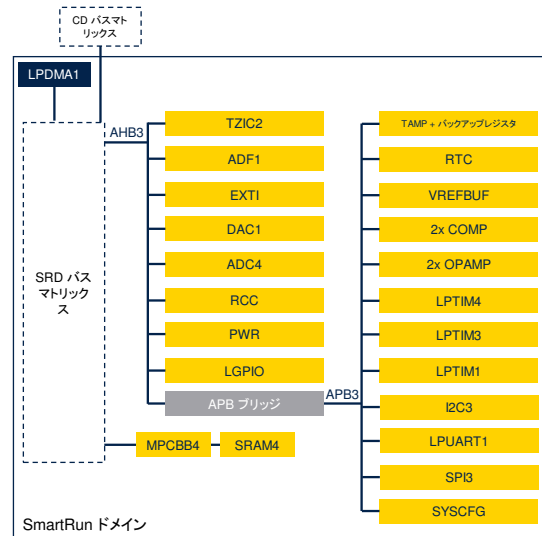 CD バスマト
リックス
LPDMA1
SRD バス
マトリック
ス
AHB3
TZIC2
ADF1
EXTI
DAC1
ADC4
RCC
PWR
LGPIO
APB ブリッジ
MPCBB4
SRAM4
APB3
TAMP + バックアップレジスタ
RTC
VREFBUF
2x COMP
2x OPAMP
LPTIM4
LPTIM3
LPTIM1
I2C3
LPUART1
SPI3
SYSCFG
SmartRun ドメイン